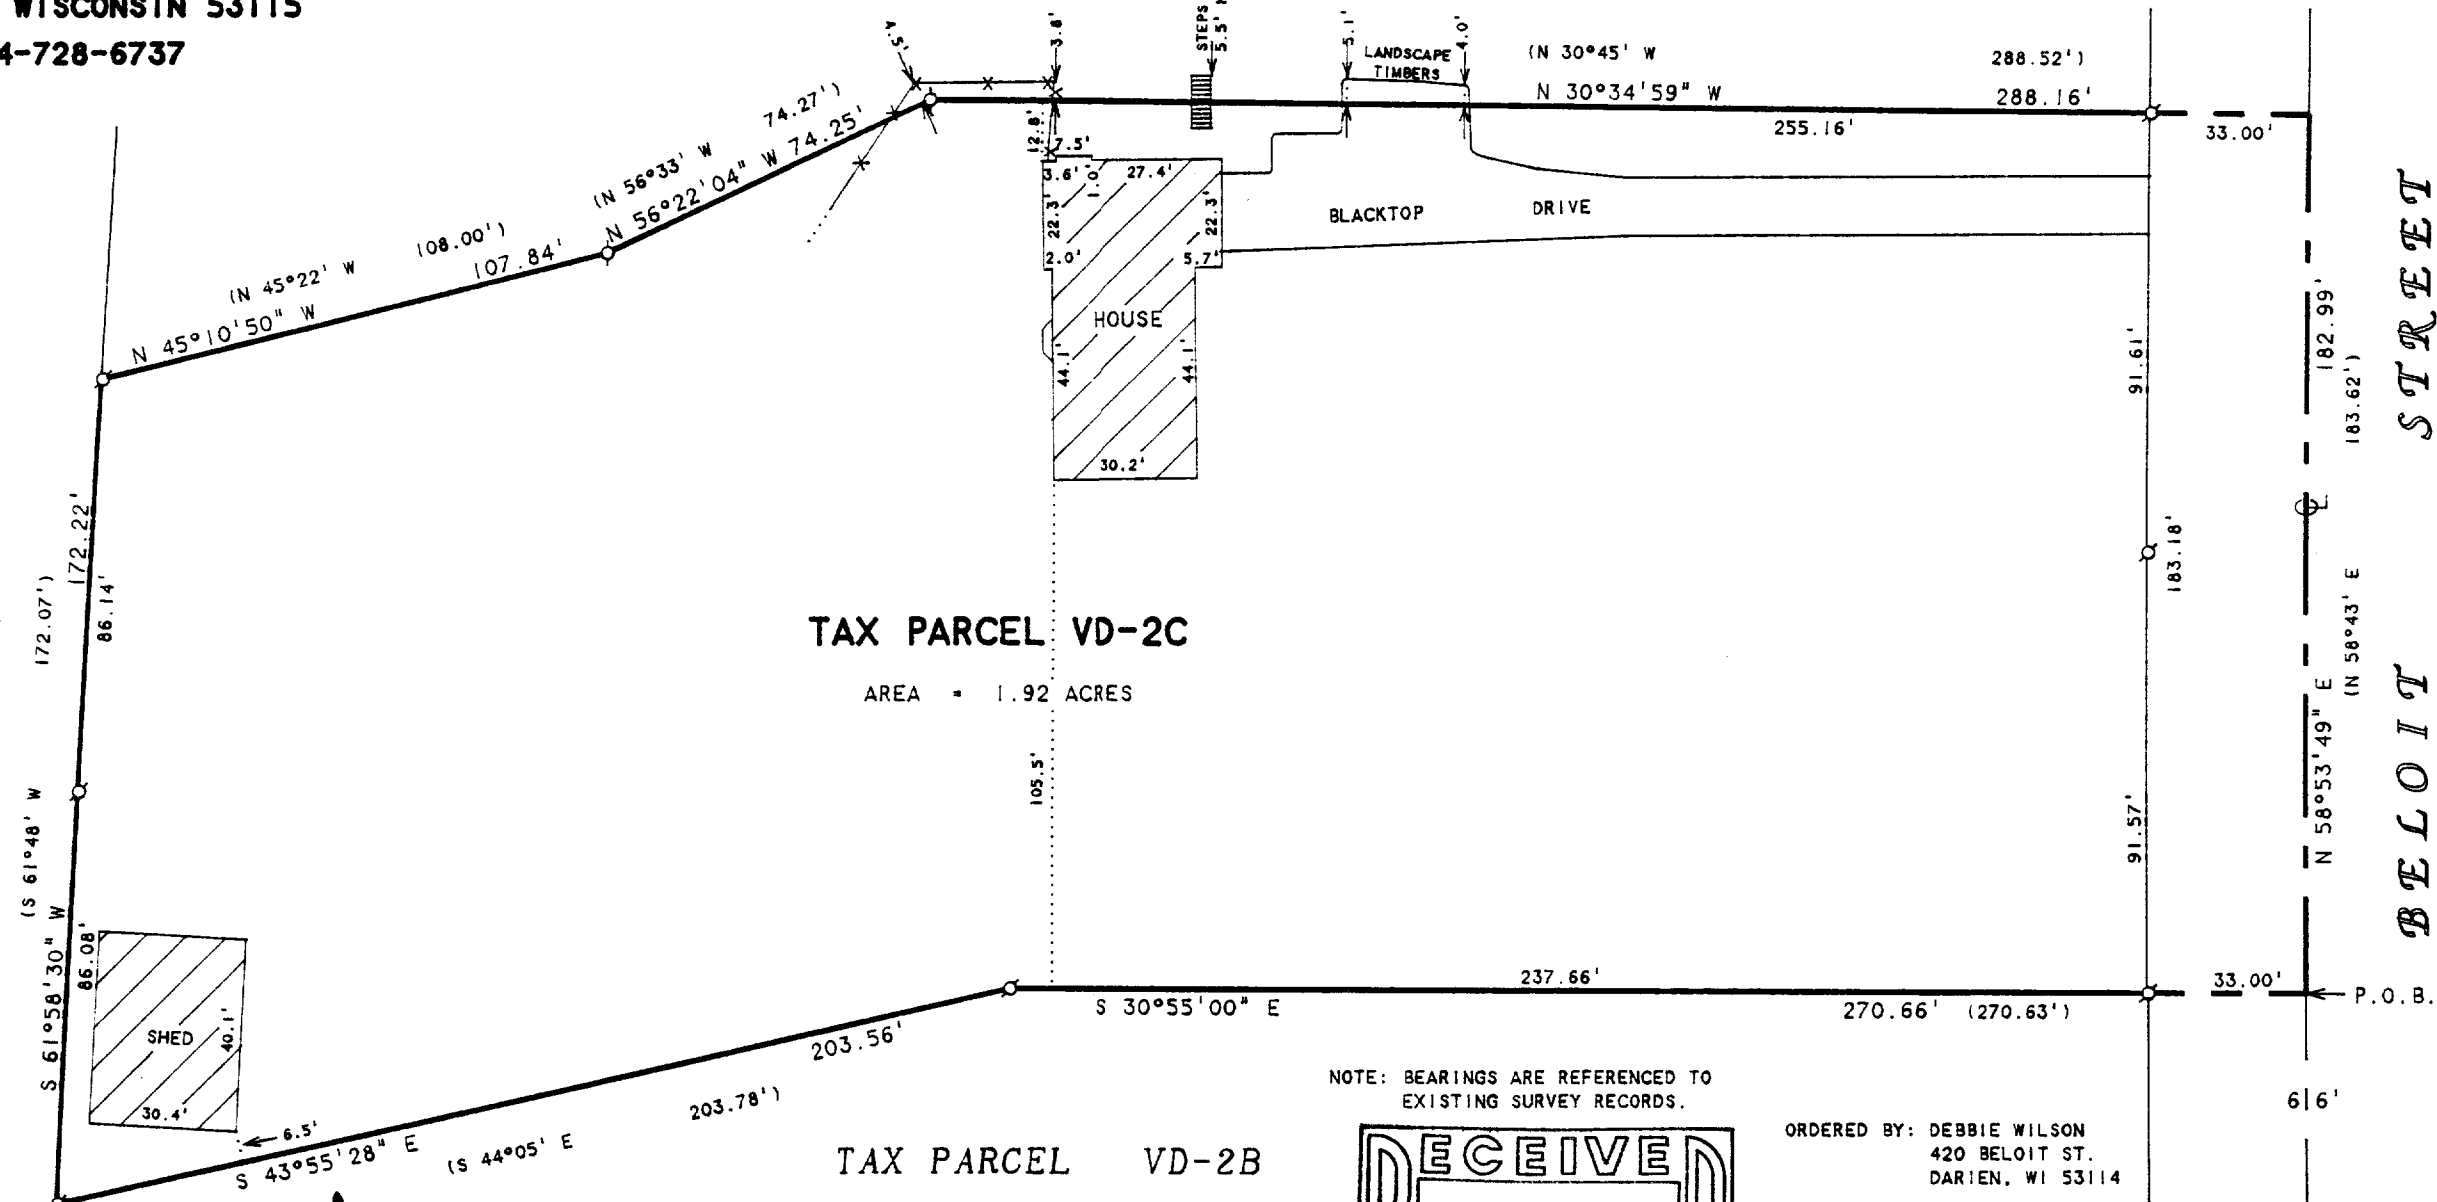 WISCONSIN 53115
4-728-6737
4.5'
3.8'
STEPS
5.5'
5.1'
4.0'
LANDSCAPE
TIMBERS
(N 30°45' W 288.52')
N 30°34'59" W 288.16'
255.16'
33.00'
(N 56°33' W 74.27')
N 56°22'04" W 74.25'
(N 45°22' W 108.00')
N 45°10'50" W 107.84'
12.8'
7.5'
3.6'
1.0'
27.4'
22.3'
22.3'
2.0'
5.7'
HOUSE
44.1'
44.1'
30.2'
BLACKTOP DRIVE
91.61'
182.99'
183.62')
183.18'
BELOIT STREET
172.22'
172.07')
86.14'
TAX PARCEL VD-2C
AREA = 1.92 ACRES
105.5'
91.57'
N 58°53'49" E
(N 58°43' E
(S 61°48' W
S 61°58'30" W
86.08'
SHED
40.1'
30.4'
6.5'
237.66'
33.00'
P.O.B.
S 30°55'00" E
270.66' (270.63')
203.56'
S 43°55'28" E
(S 44°05' E 203.78')
NOTE: BEARINGS ARE REFERENCED TO
EXISTING SURVEY RECORDS.
66'
ORDERED BY: DEBBIE WILSON
420 BELOIT ST.
DARIEN, WI 53114
TAX PARCEL VD-2B
RECEIVED